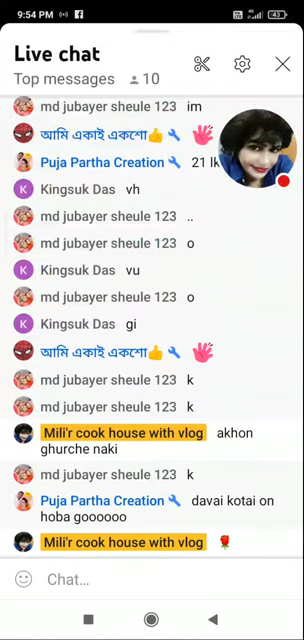 9:54 PM
43
Live chat
Top messages 10
md jubayer sheule 123 im
আমি একাই একশো👍
Puja Partha Creation 21 lk
K Kingsuk Das vh
md jubayer sheule 123 ..
md jubayer sheule 123 o
K Kingsuk Das vu
md jubayer sheule 123 o
K Kingsuk Das gi
আমি একাই একশো👍
md jubayer sheule 123 k
md jubayer sheule 123 k
Mili'r cook house with vlog akhon
ghurche naki
md jubayer sheule 123 k
Puja Partha Creation davai kotai on
hoba goooooo
Mili'r cook house with vlog 🌹
Chat...